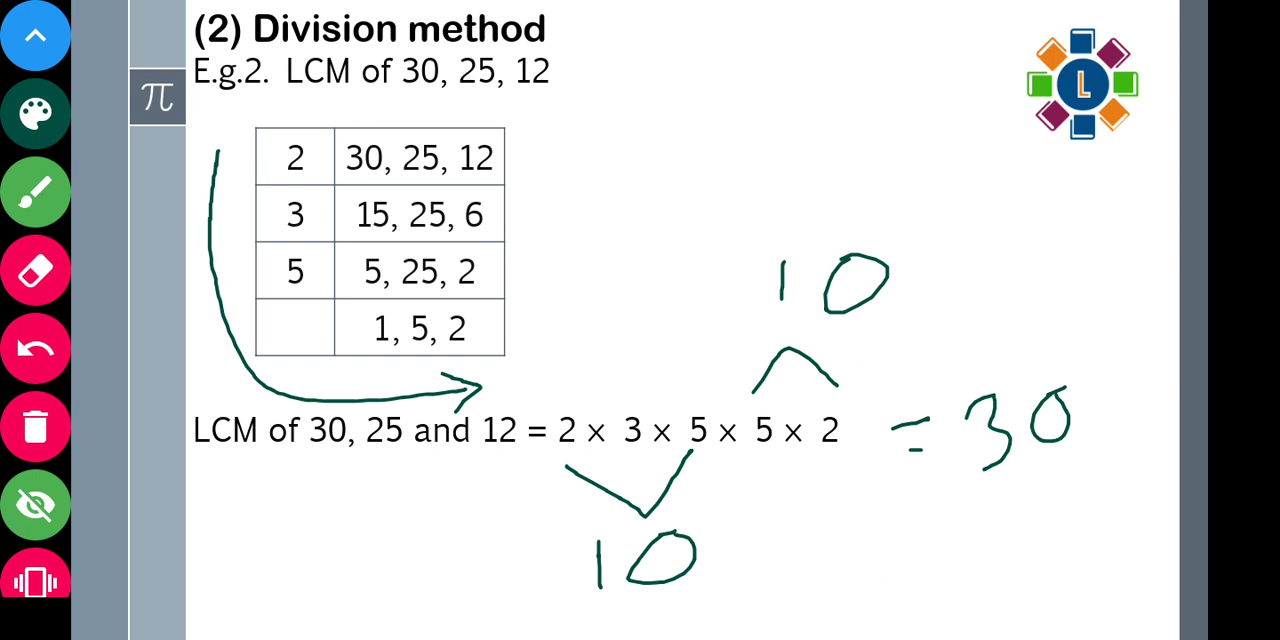 (2) Division method
E.g.2. LCM of 30, 25, 12
π
L
2 30, 25, 12
3 15, 25, 6
5 5, 25, 2
1, 5, 2
10
LCM of 30, 25 and 12 = 2 × 3 × 5 × 5 × 2 = 30
10